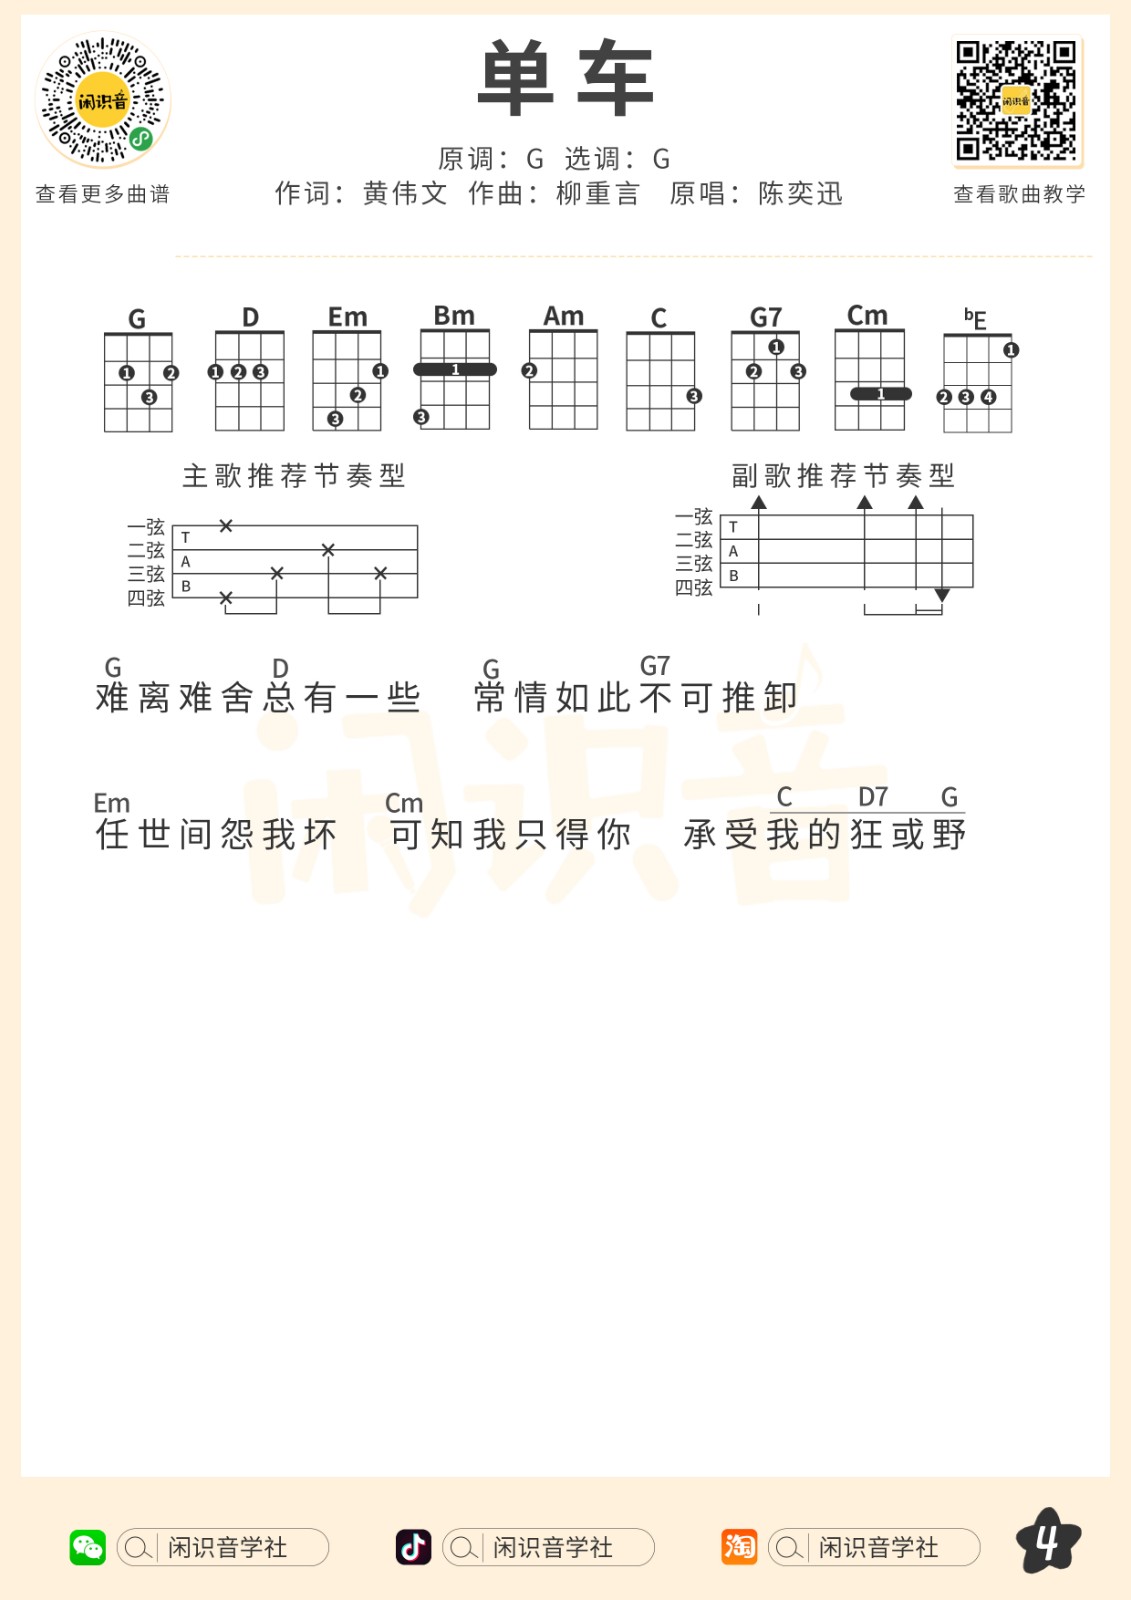 单车
原调：G 选调：G
作词：黄伟文 作曲：柳重言 原唱：陈奕迅
闲识音
查看更多曲谱
闲识音
查看歌曲教学
G D Em Bm Am C G7 Cm bE
1 2 3
1 2 3
1 2 3
1 3
2
3
1 2 3
1
1 2 3 4
主歌推荐节奏型
一弦
二弦
三弦
四弦
T
A
B
副歌推荐节奏型
一弦
二弦
三弦
四弦
T
A
B
G D G G7
难离难舍总有一些 常情如此不可推卸
Em Cm C D7 G
任世间怨我坏 可知我只得你 承受我的狂或野
闲识音
闲识音学社 闲识音学社 淘 闲识音学社
4